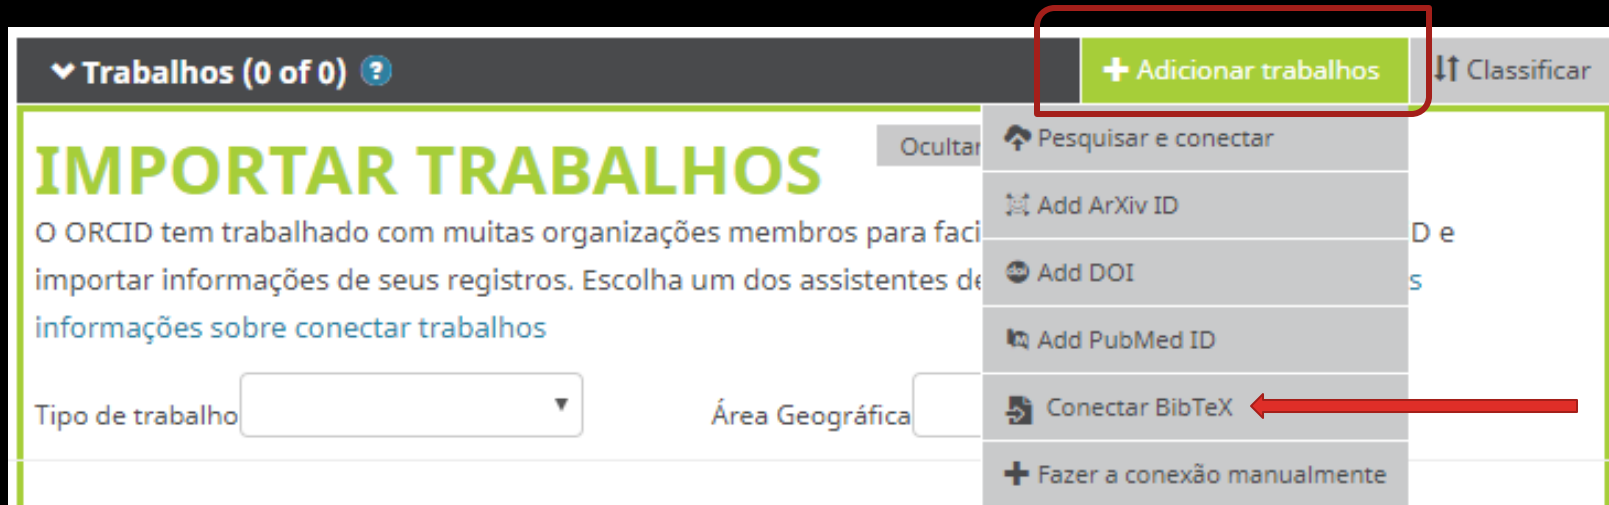 Trabalhos (0 of 0) ?
Adicionar trabalhos
Classificar
IMPORTAR TRABALHOS
Ocultar
O ORCID tem trabalhado com muitas organizações membros para faci
D e
importar informações de seus registros. Escolha um dos assistentes de
s
informações sobre conectar trabalhos
Tipo de trabalho
Área Geográfica
Pesquisar e conectar
Add ArXiv ID
doi Add DOI
Add PubMed ID
Conectar BibTeX
Fazer a conexão manualmente